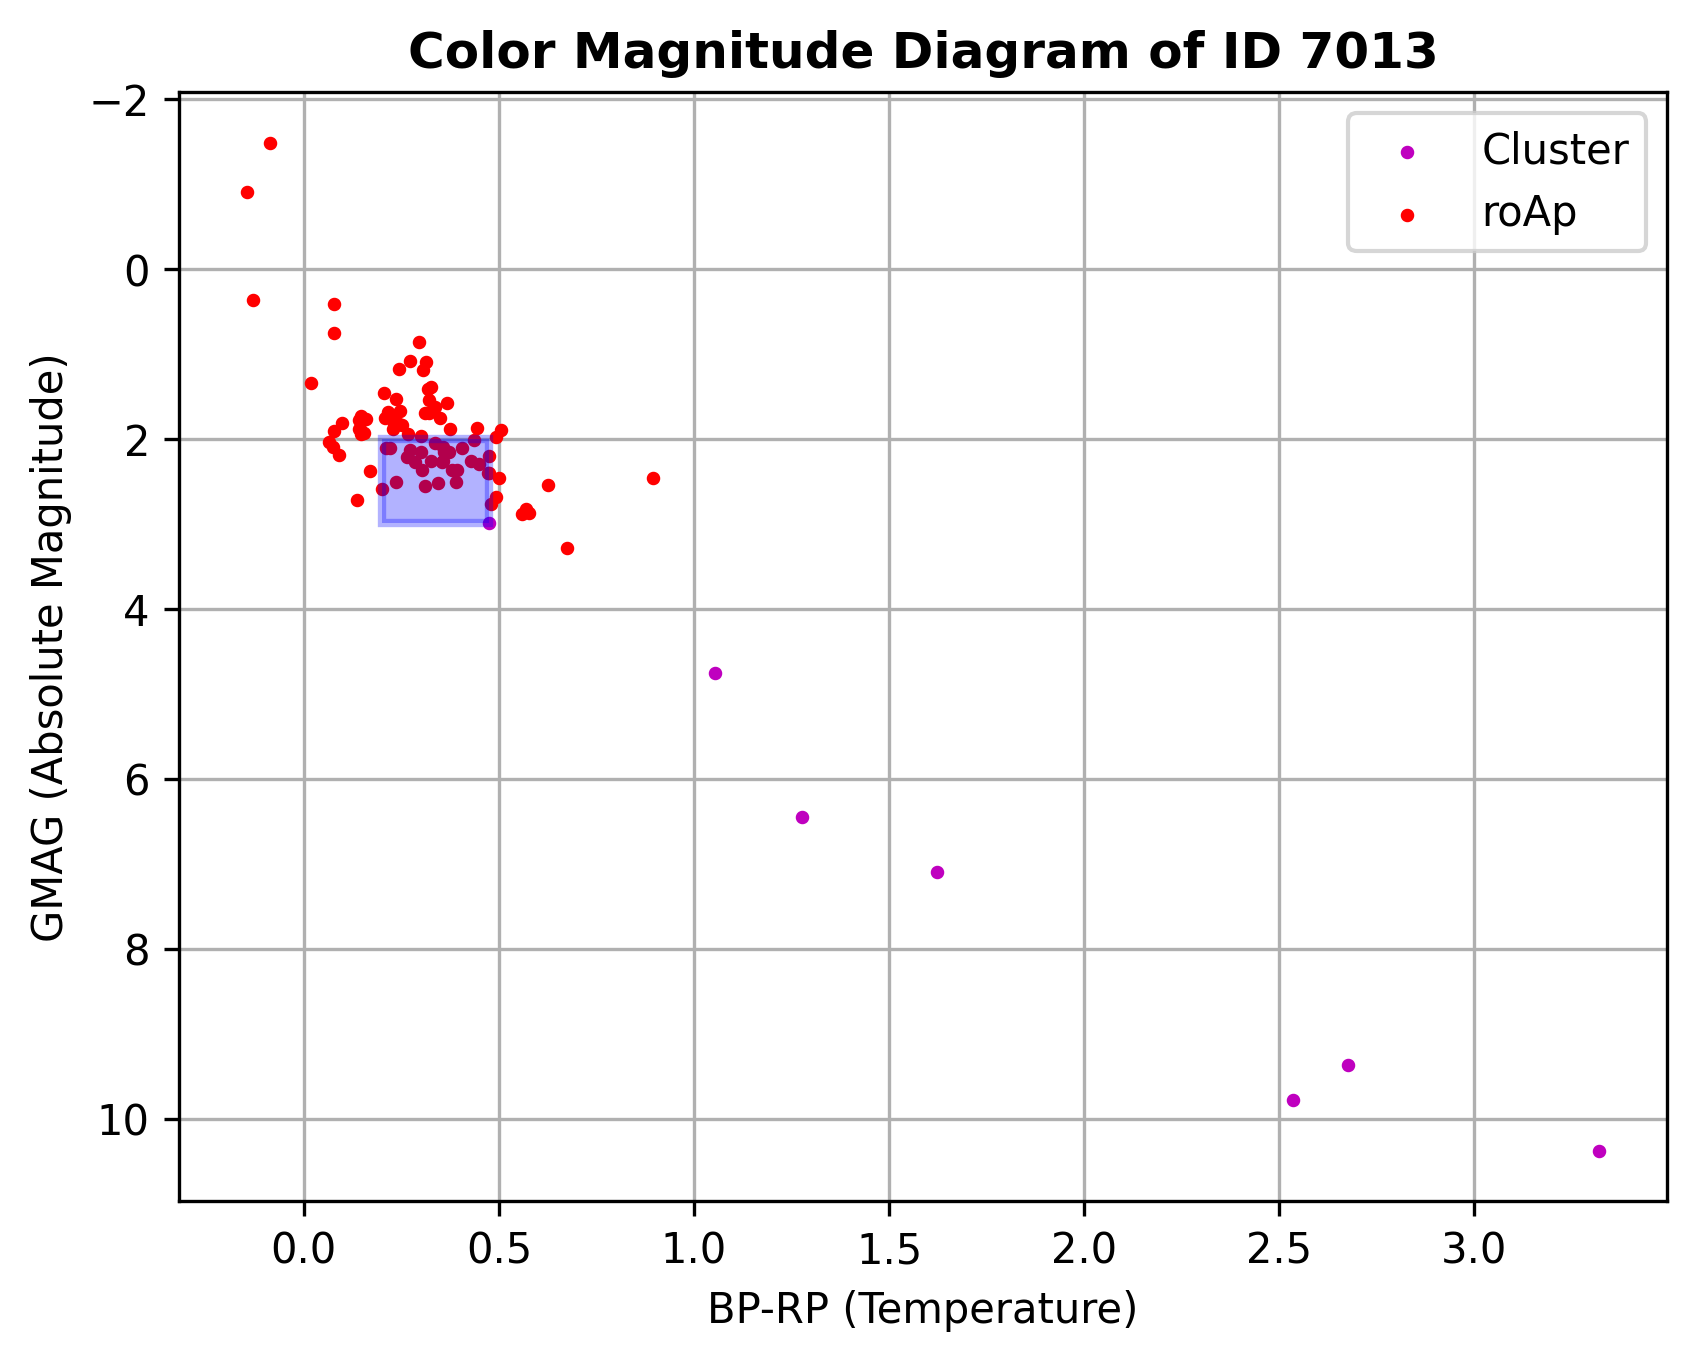 Color Magnitude Diagram of ID 7013
Cluster
roAp
GMAG (Absolute Magnitude)
−2
0
2
4
6
8
10
0.0 0.5 1.0 1.5 2.0 2.5 3.0
BP-RP (Temperature)